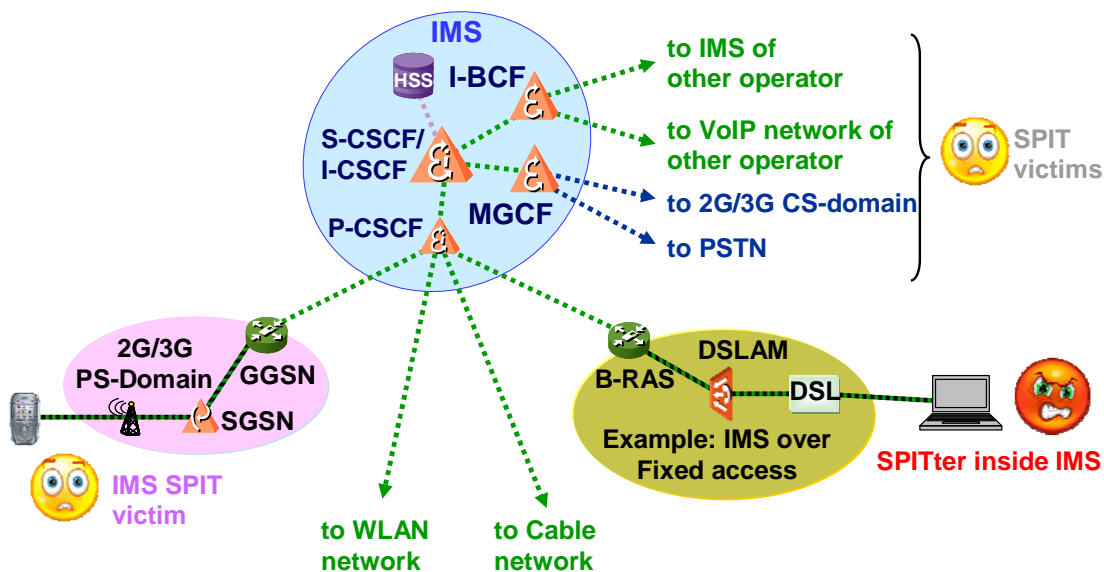 IMS
HSS
I-BCF
S-CSCF/
I-CSCF
MGCF
P-CSCF
to IMS of
other operator
to VoIP network of
other operator
to 2G/3G CS-domain
to PSTN
SPIT
victims
2G/3G
PS-Domain
GGSN
SGSN
IMS SPIT
victim
to WLAN
network
to Cable
network
B-RAS
DSLAM
DSL
Example: IMS over
Fixed access
SPITter inside IMS